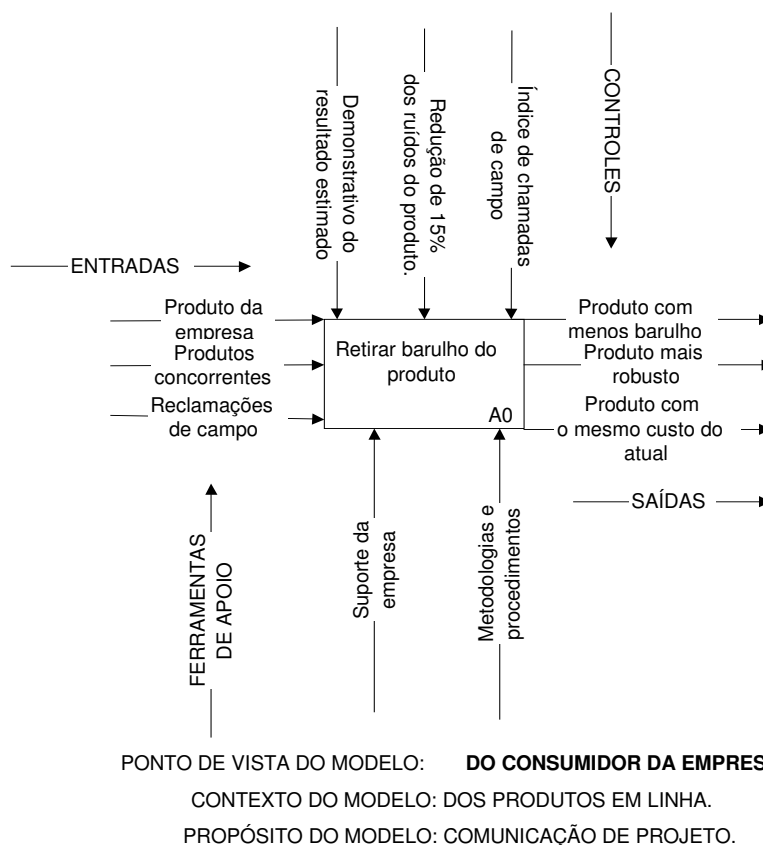 Demonstrativo do
resultado estimado
Redução de 15%
dos ruídos do produto.
Índice de chamadas
de campo
CONTROLES
ENTRADAS
Produto da
empresa
Produtos
concorrentes
Reclamações
de campo
Retirar barulho do
produto
A0
Produto com
menos barulho
Produto mais
robusto
Produto com
o mesmo custo do
atual
SAÍDAS
FERRAMENTAS
DE APOIO
Suporte da
empresa
Metodologias e
procedimentos
PONTO DE VISTA DO MODELO: DO CONSUMIDOR DA EMPRES
CONTEXTO DO MODELO: DOS PRODUTOS EM LINHA.
PROPÓSITO DO MODELO: COMUNICAÇÃO DE PROJETO.